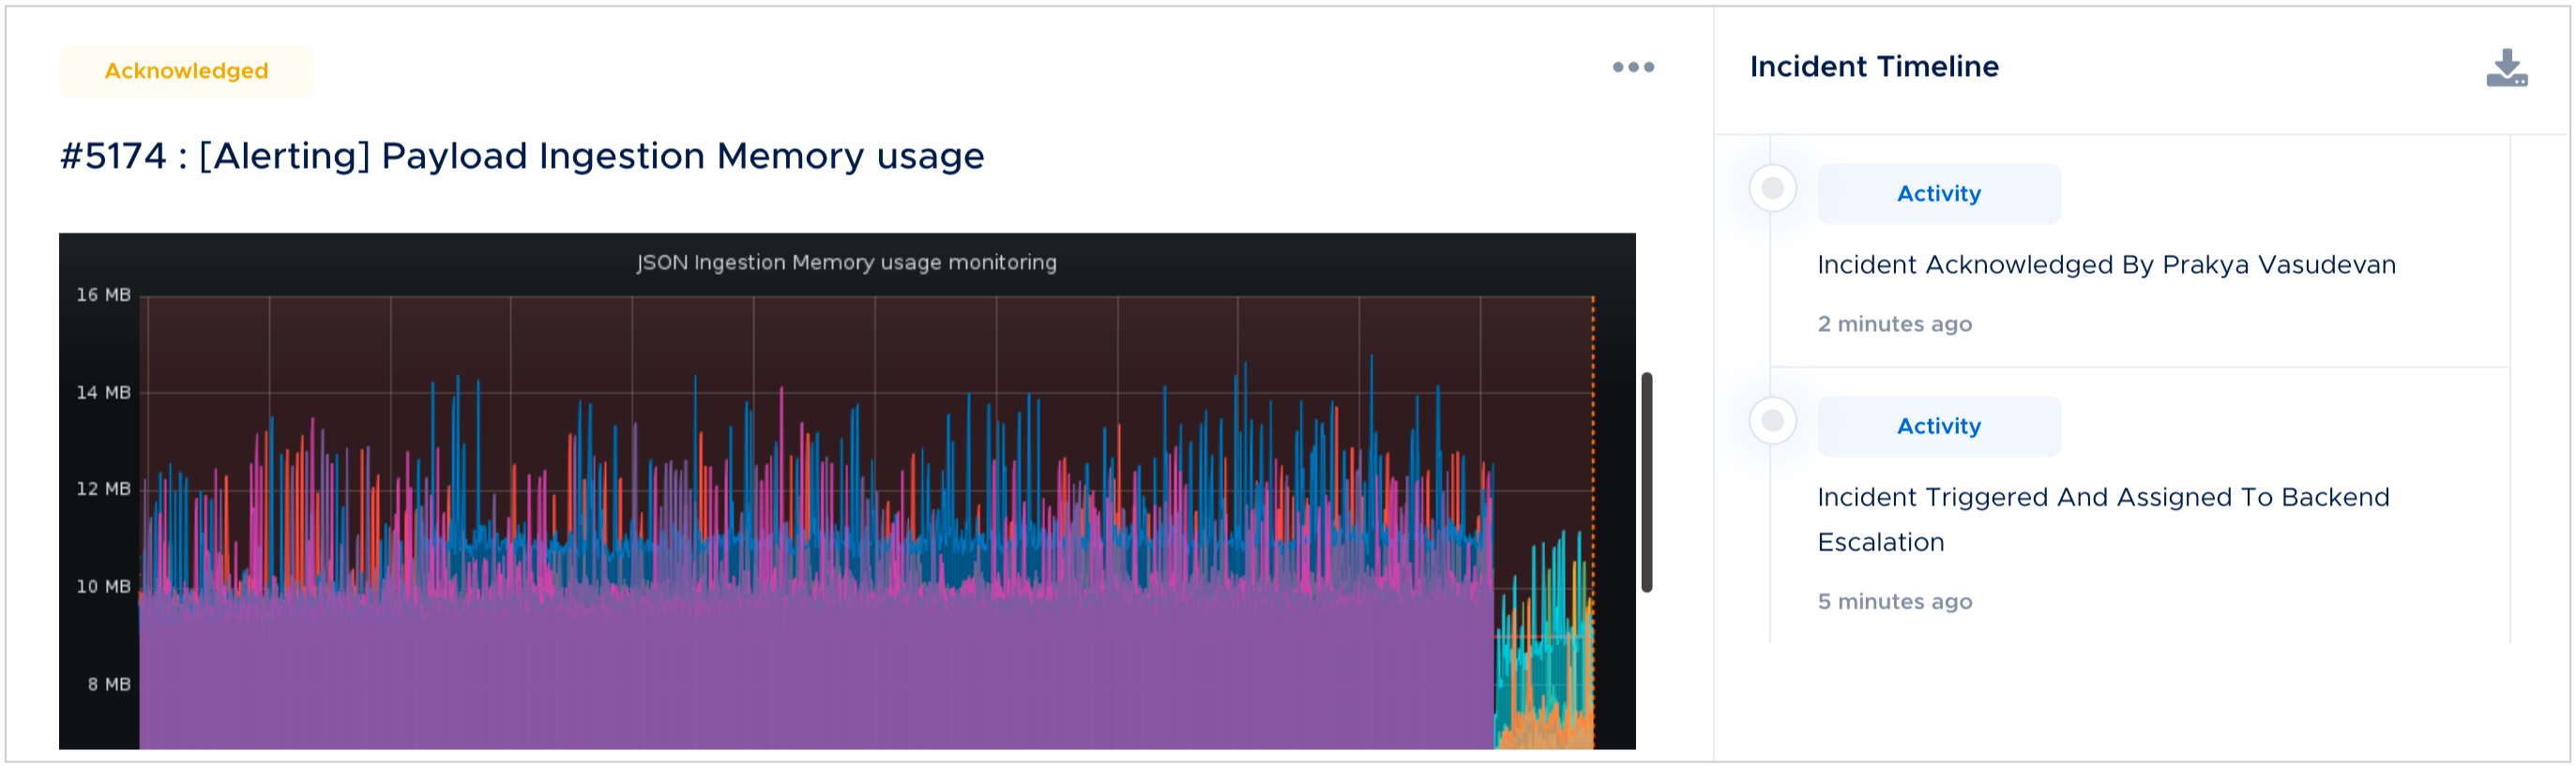 Acknowledged
#5174 : [Alerting] Payload Ingestion Memory usage
JSON Ingestion Memory usage monitoring
16 MB
14 MB
12 MB
10 MB
8 MB
Incident Timeline
Activity
Incident Acknowledged By Prakya Vasudevan
2 minutes ago
Activity
Incident Triggered And Assigned To Backend
Escalation
5 minutes ago